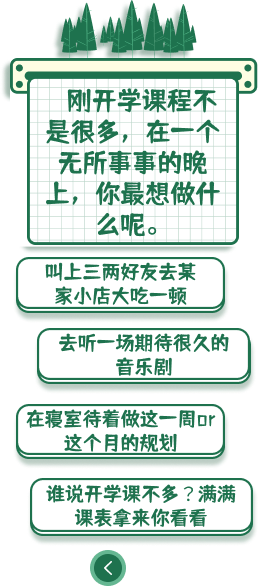 刚开学课程不
是很多，在一个
无所事事的晚
上，你最想做什
么呢。
叫上三两好友去某
家小店大吃一顿
去听一场期待很久的
音乐剧
在寝室待着做这一周or
这个月的规划
谁说开学课不多？满满
课表拿来你看看